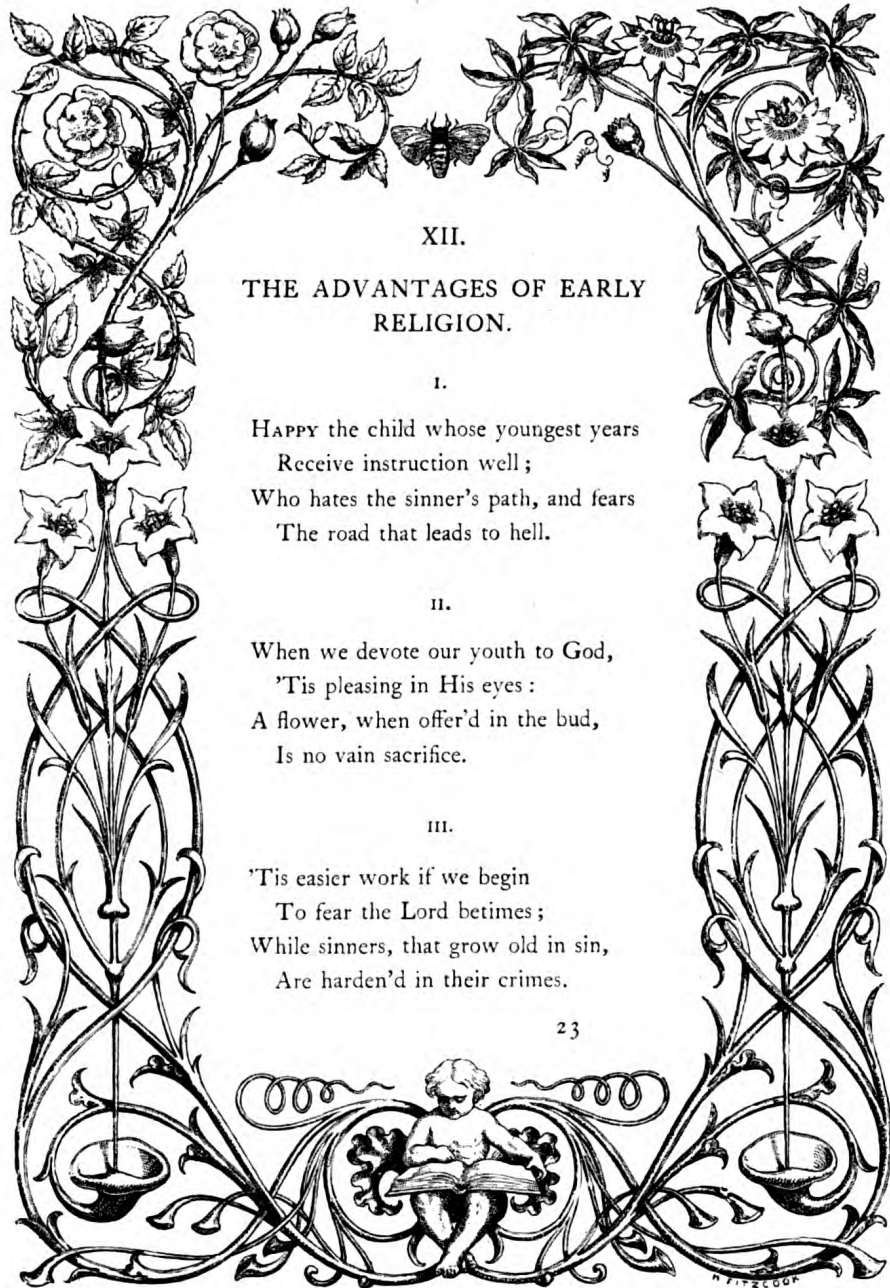 XII.
THE ADVANTAGES OF EARLY
RELIGION.
I.
HAPPY the child whose youngest years
Receive instruction well ;
Who hates the sinner's path, and fears
The road that leads to hell.
II.
When we devote our youth to God,
'Tis pleasing in His eyes :
A flower, when offer'd in the bud,
Is no vain sacrifice.
III.
'Tis easier work if we begin
To fear the Lord betimes ;
While sinners, that grow old in sin,
Are harden'd in their crimes.
23
H FITZCOOK